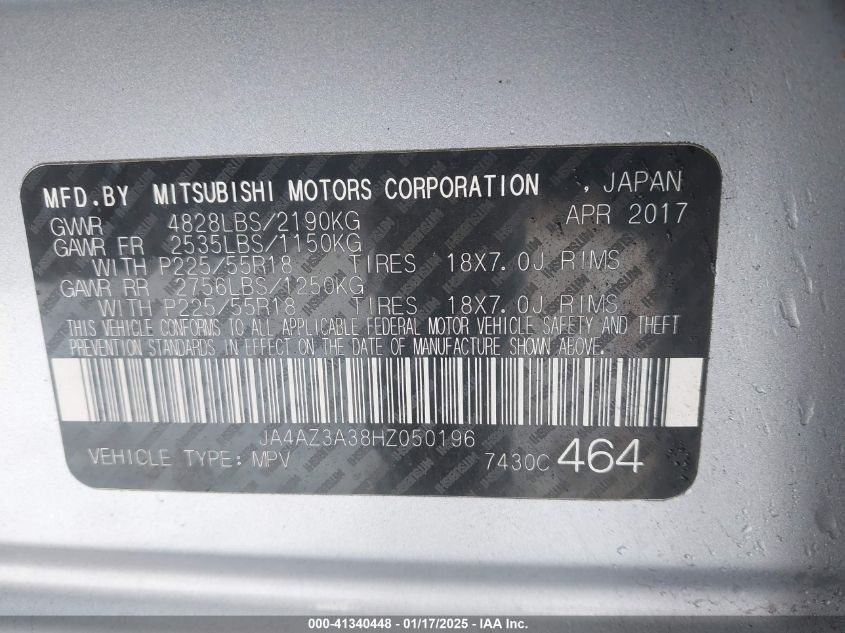 MFD.BY MITSUBISHI MOTORS CORPORATION , JAPAN
GVWR 4828LBS/2190KG APR 2017
GAWR FR 2535LBS/1150KG
WITH P225/55R18 TIRES 18X7.0J RIMS
GAWR RR 2756LBS/1250KG
WITH P225/55R18 TIRES 18X7.0J RIMS
THIS VEHICLE CONFORMS TO ALL APPLICABLE FEDERAL MOTOR VEHICLE SAFETY AND THEFT
PREVENTION STANDARDS IN EFFECT ON THE DATE OF MANUFACTURE SHOWN ABOVE.
JA4AZ3A38HZ050196
VEHICLE TYPE: MPV 7430C 464
000-41340448 - 01/17/2025 - IAA Inc.